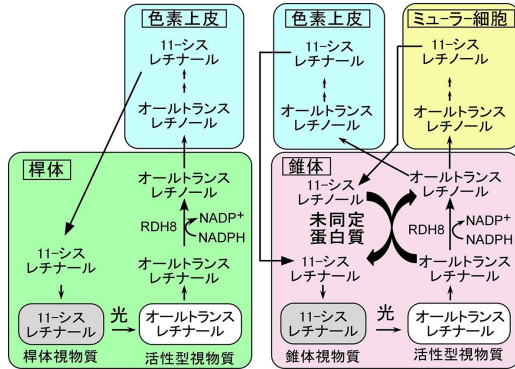 色素上皮
11-シス
レチナール
オールトランス
レチノール
桿体
オールトランス
レチノール
RDH8
NADP+
NADPH
11-シス
レチナール
オールトランス
レチナール
11-シス
レチナール
光
オールトランス
レチナール
桿体視物質
活性型視物質
色素上皮
11-シス
レチナール
オールトランス
レチノール
ミューラー細胞
11-シス
レチノール
オールトランス
レチノール
錐体
11-シス
レチノール
オールトランス
レチノール
未同定
蛋白質
RDH8
NADP+
NADPH
11-シス
レチナール
オールトランス
レチナール
11-シス
レチナール
光
オールトランス
レチナール
錐体視物質
活性型視物質